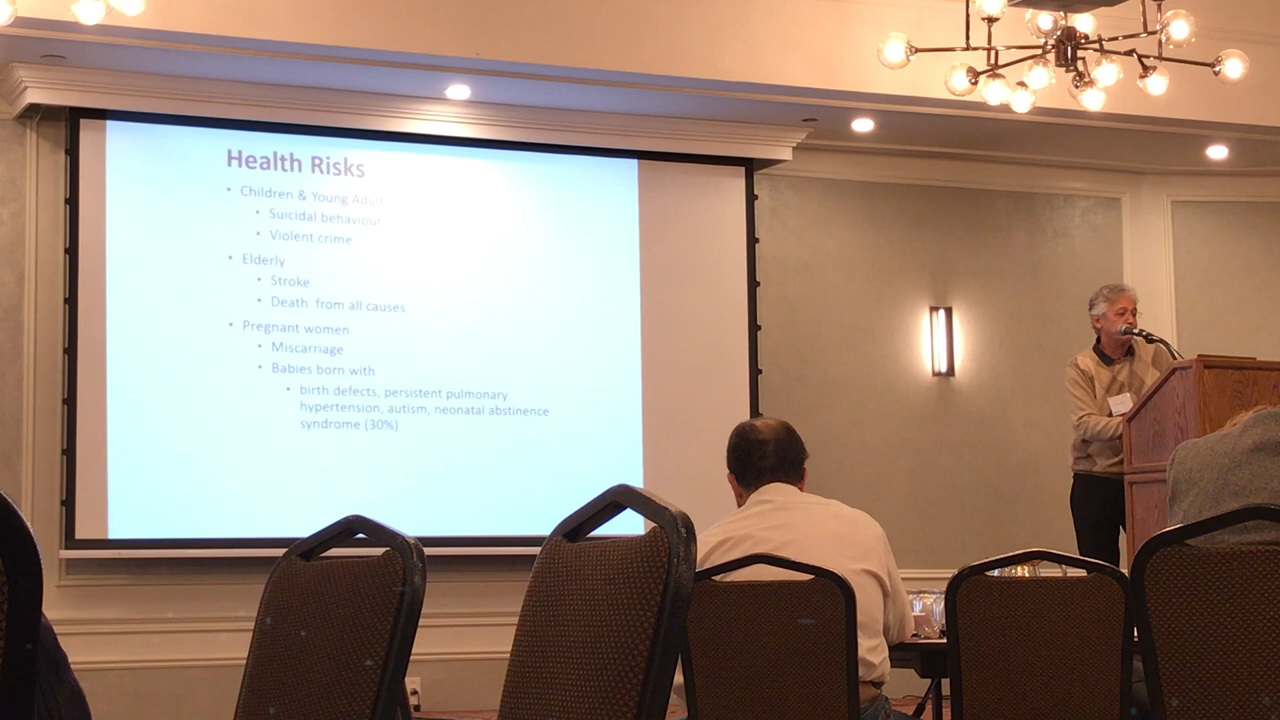 Health Risks
• Children & Young Adult
• Suicidal behaviour
• Violent crime
• Elderly
• Stroke
• Death from all causes
• Pregnant women
• Miscarriage
• Babies born with
• birth defects, persistent pulmonary
hypertension, autism, neonatal abstinence
syndrome (30%)